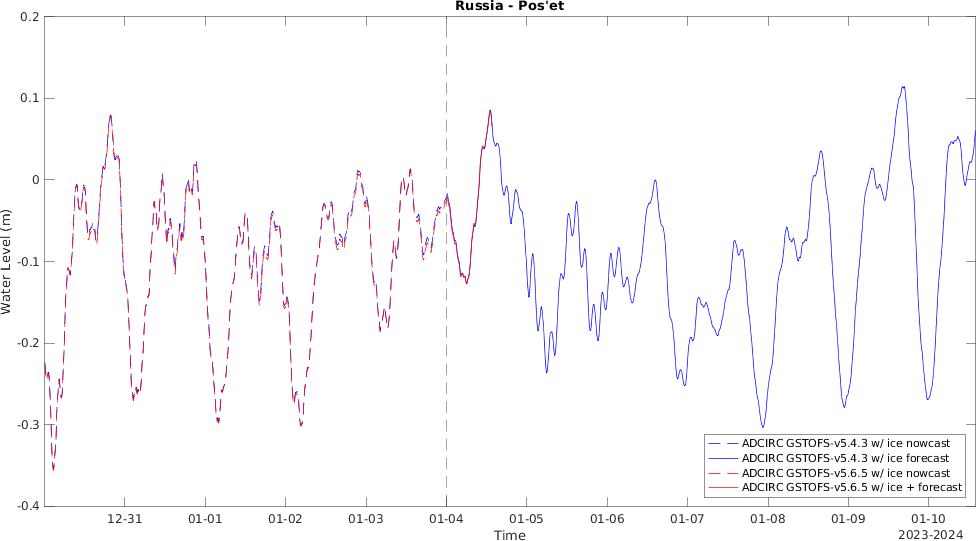 Russia - Pos'et
0.2
0.1
0
-0.1
-0.2
-0.3
-0.4
Water Level (m)
12-31
01-01
01-02
01-03
01-04
01-05
01-06
01-07
01-08
01-09
01-10
Time
2023-2024
ADCIRC GSTOFS-v5.4.3 w/ ice nowcast
ADCIRC GSTOFS-v5.4.3 w/ ice forecast
ADCIRC GSTOFS-v5.6.5 w/ ice nowcast
ADCIRC GSTOFS-v5.6.5 w/ ice + forecast